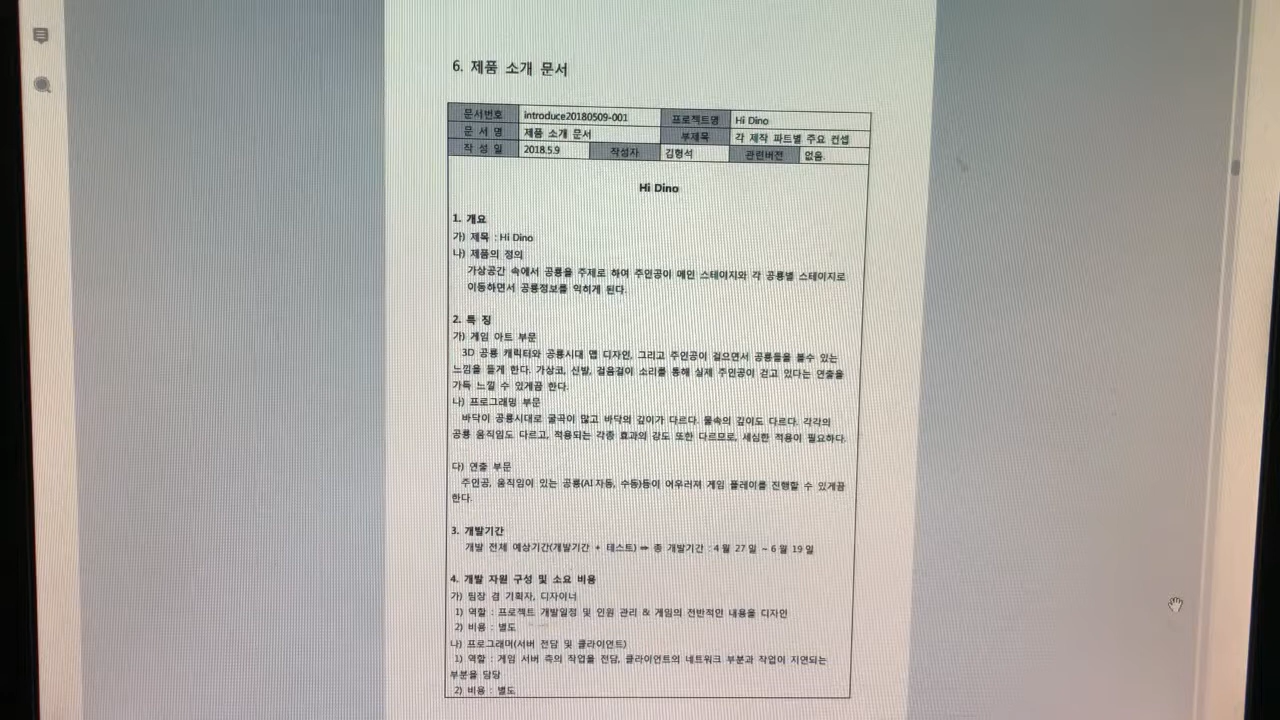 6. 제품 소개 문서
문서번호 introduce20180509-001 프로젝트명 Hi Dino
문 서 명 제품 소개 문서 부제목 각 제작 파트별 주요 컨셉
작 성 일 2018.5.9 작성자 김형석 관련버전 없음.
Hi Dino
1. 개요
가) 제목 : Hi Dino
나) 제품의 정의
가상공간 속에서 공룡을 주제로 하여 주인공이 메인 스테이지와 각 공룡별 스테이지로
이동하면서 공룡정보를 익히게 된다.
2. 특 징
가) 게임 아트 부문
3D 공룡 캐릭터와 공룡시대 맵 디자인, 그리고 주인공이 걸으면서 공룡들을 볼수 있는
느낌을 들게 한다. 가상코, 신발, 걸음걸이 소리를 통해 실제 주인공이 걷고 있다는 연출을
가득 느낄 수 있게끔 한다.
나) 프로그래밍 부문
바닥이 공룡시대로 굴곡이 많고 바닥의 깊이가 다르다. 물속의 깊이도 다르다. 각각의
공룡 움직임도 다르고, 적용되는 각종 효과의 강도 또한 다르므로, 세심한 적용이 필요하다.
다) 연출 부문
주인공, 움직임이 있는 공룡(AI 자동, 수동)등이 어우러져 게임 플레이를 진행할 수 있게끔
한다.
3. 개발기간
개발 전체 예상기간(개발기간 + 테스트) ⇒ 총 개발기간 : 4 월 27 일 ~ 6 월 19 일
4. 개발 자원 구성 및 소요 비용
가) 팀장 겸 기획자, 디자이너
1) 역할 : 프로젝트 개발일정 및 인원 관리 & 게임의 전반적인 내용을 디자인
2) 비용 : 별도
나) 프로그래머(서버 전담 및 클라이언트)
1) 역할 : 게임 서버 측의 작업을 전담, 클라이언트의 네트워크 부분과 작업이 지연되는
부분을 담당
2) 비용 : 별도